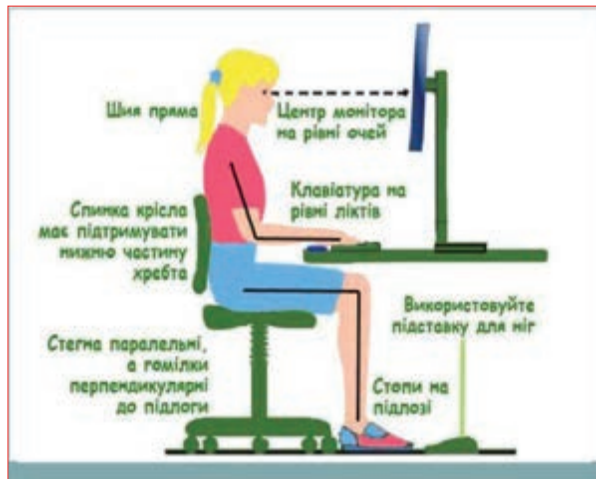 Шия пряма
Центр монітора
на рівні очей
Клавіатура на
рівні ліктів
Спинка крісла
має підтримувати
нижню частину
хребта
Використовуйте
підставку для ніг
Стегна паралельні,
а гомілки
перпендикулярні
до підлоги
Стопи на
підлозі